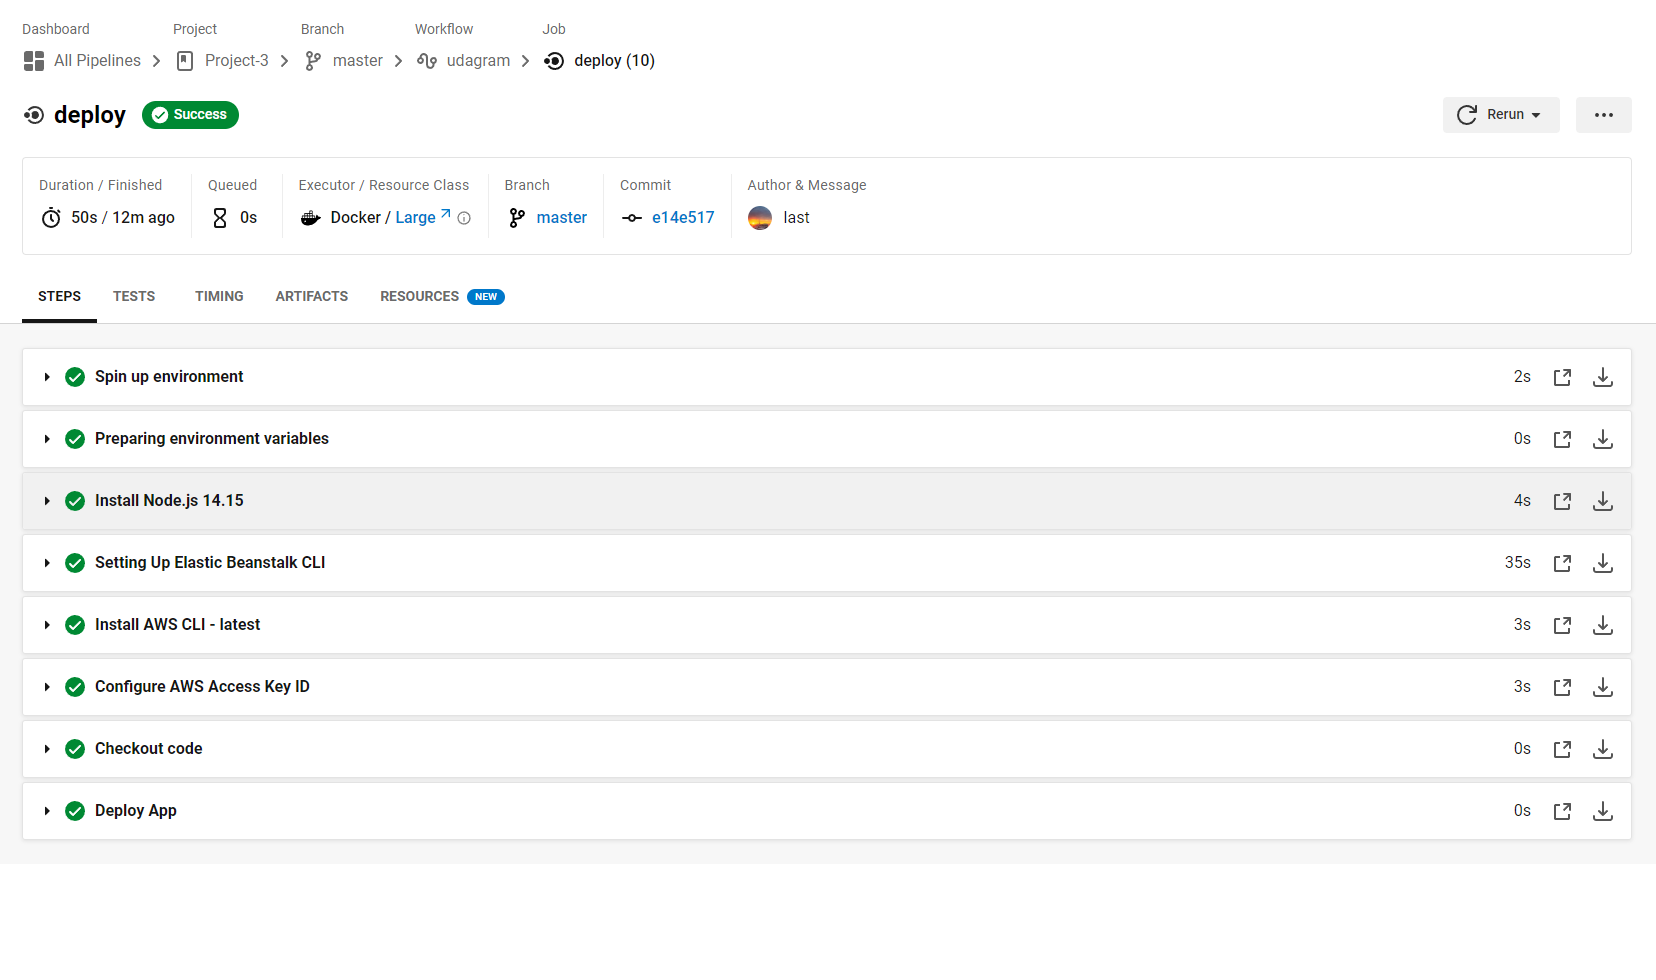 Dashboard Project Branch Workflow Job
All Pipelines Project-3 master udagram deploy (10)
deploy Success Rerun
Duration / Finished Queued Executor / Resource Class Branch Commit Author & Message
50s / 12m ago 0s Docker / Large master e14e517 last
STEPS TESTS TIMING ARTIFACTS RESOURCES NEW
Spin up environment 2s
Preparing environment variables 0s
Install Node.js 14.15 4s
Setting Up Elastic Beanstalk CLI 35s
Install AWS CLI - latest 3s
Configure AWS Access Key ID 3s
Checkout code 0s
Deploy App 0s